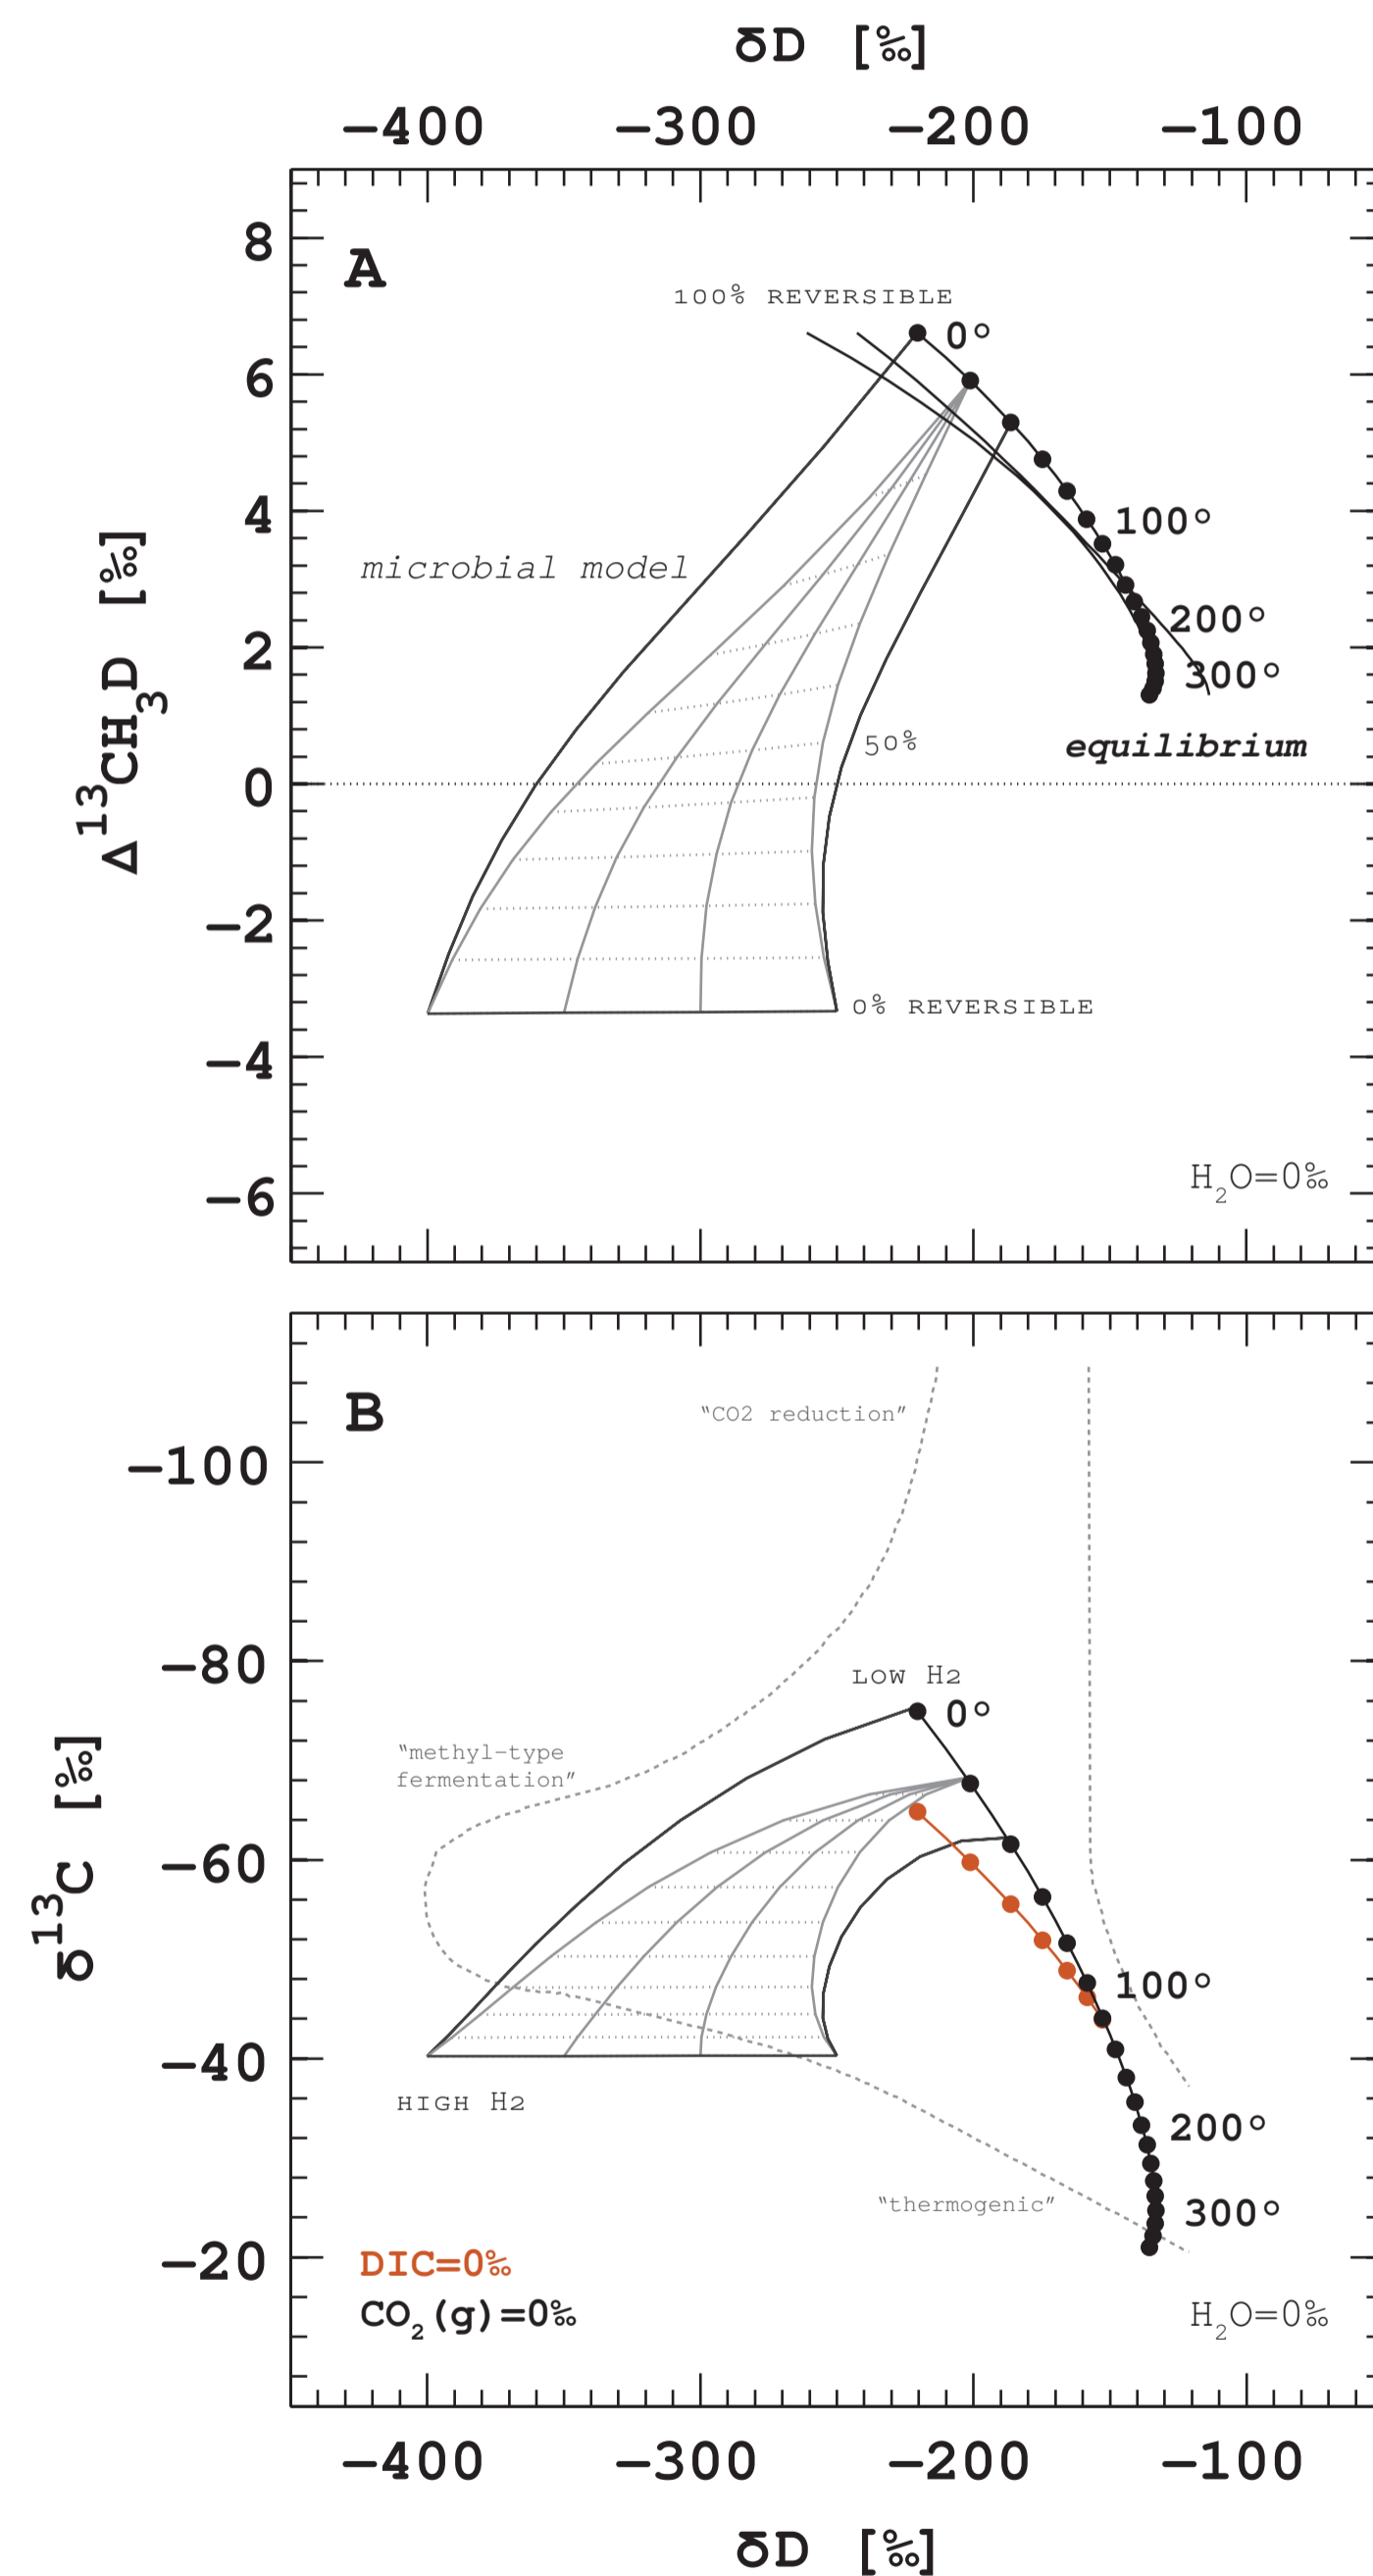 δD [‰]
−400 −300 −200 −100
8
A
100% REVERSIBLE
0°
6
4
100°
microbial model
Δ¹³CH₃D [‰]
200°
2
300°
50%
equilibrium
0
−2
0% REVERSIBLE
−4
H₂O=0‰
−6
B
"CO2 reduction"
−100
−80
LOW H2
0°
"methyl-type
fermentation"
δ¹³C [‰]
−60
100°
−40
HIGH H2
200°
"thermogenic"
300°
−20
DIC=0‰
CO₂(g)=0‰
H₂O=0‰
−400 −300 −200 −100
δD [‰]